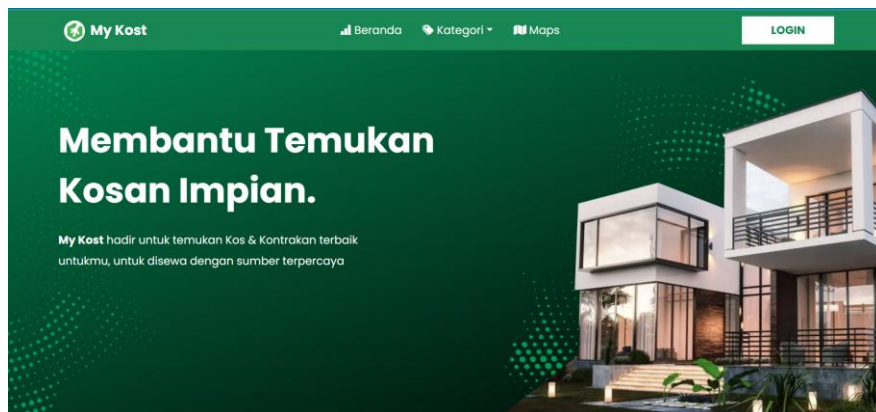 My Kost
Beranda
Kategori
Maps
LOGIN
Membantu Temukan
Kosan Impian.
My Kost hadir untuk temukan Kos & Kontrakan terbaik
untukmu, untuk disewa dengan sumber terpercaya